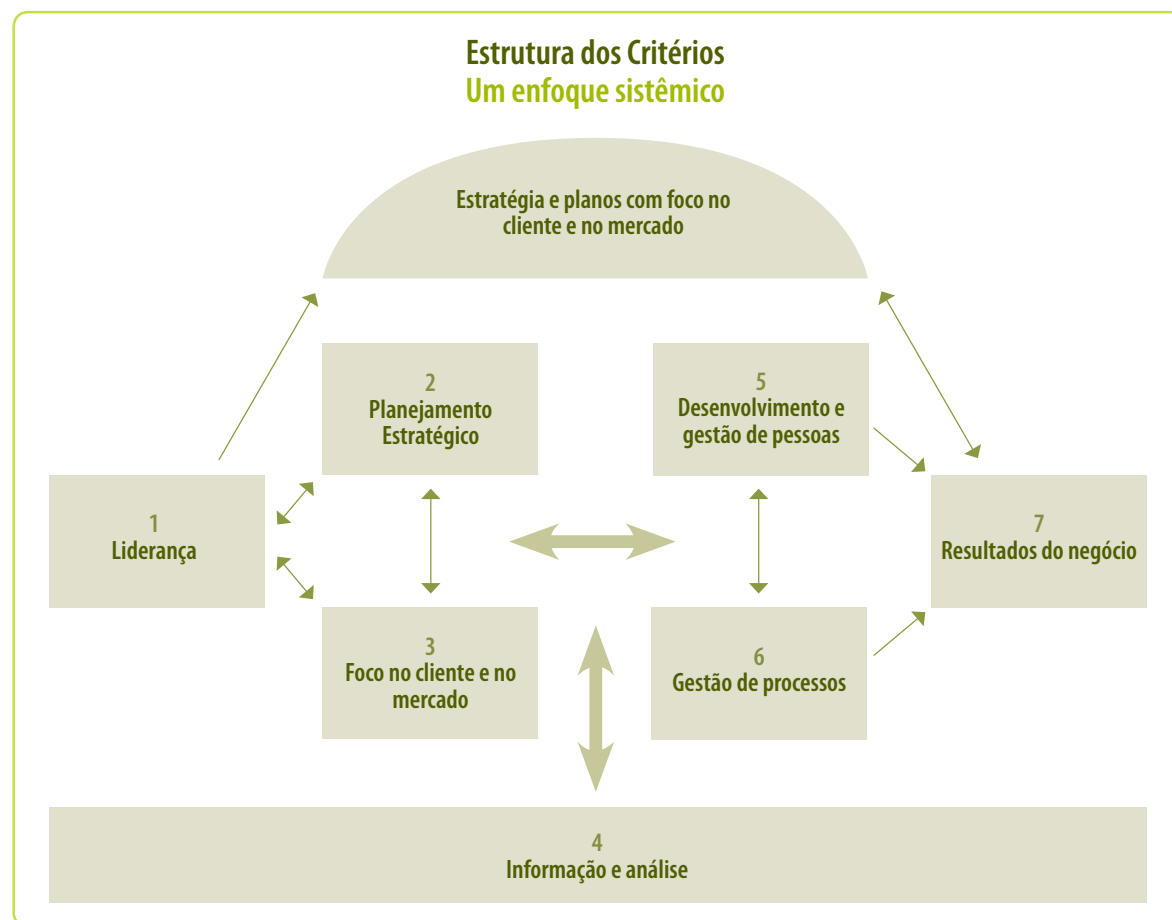 Estrutura dos Critérios
Um enfoque sistêmico
Estratégia e planos com foco no
cliente e no mercado
1
Liderança
2
Planejamento
Estratégico
3
Foco no cliente e no
mercado
5
Desenvolvimento e
gestão de pessoas
6
Gestão de processos
7
Resultados do negócio
4
Informação e análise